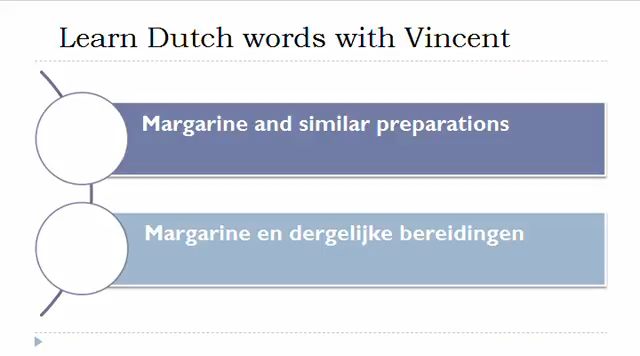 Learn Dutch words with Vincent
Margarine and similar preparations
Margarine en dergelijke bereidingen